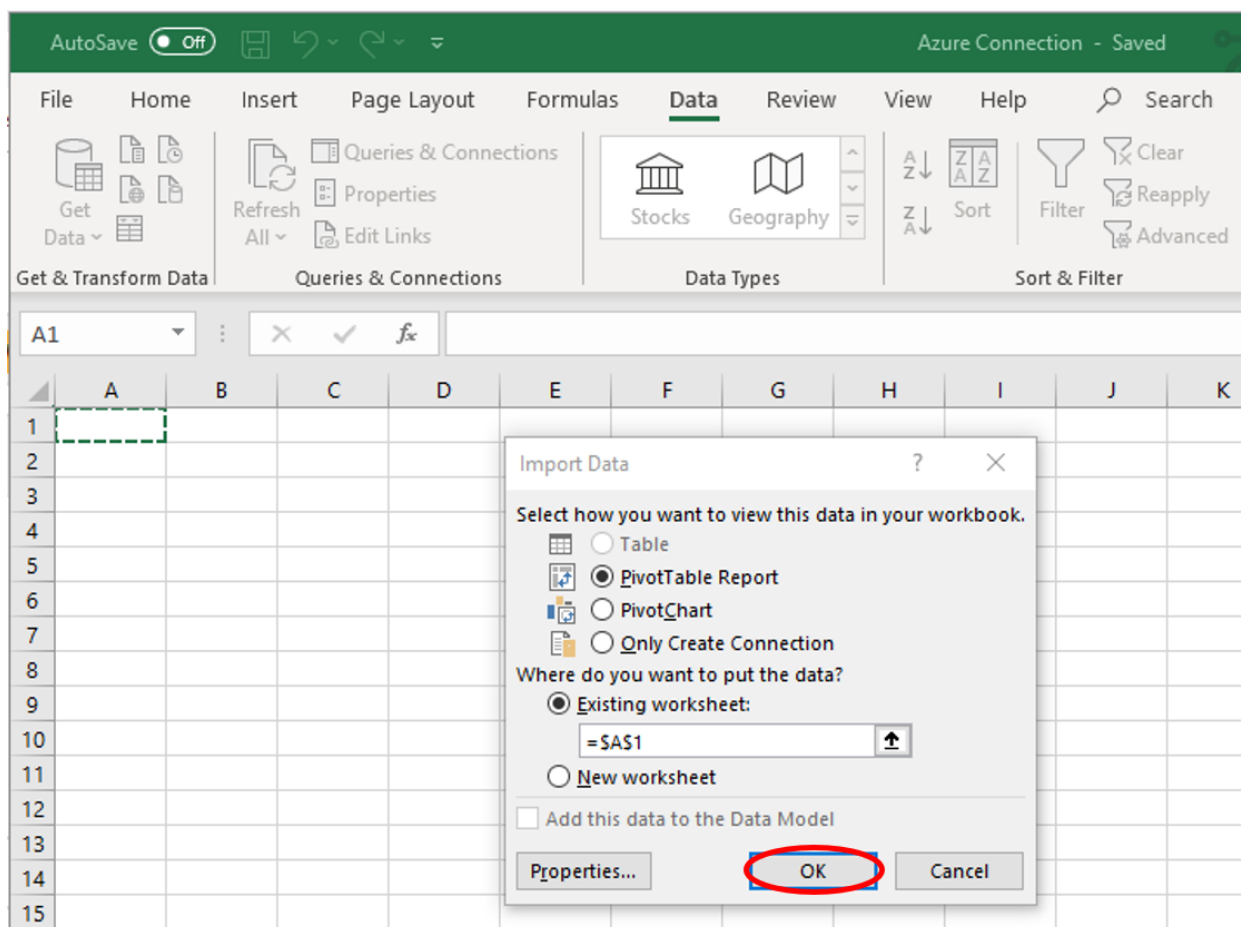 AutoSave Off Azure Connection - Saved
File Home Insert Page Layout Formulas Data Review View Help Search
Get Data
Refresh All
Queries & Connections
Properties
Edit Links
Stocks Geography
A Z
Z A
Z A A Z
Sort
Filter
Clear
Reapply
Advanced
Get & Transform Data Queries & Connections Data Types Sort & Filter
A1 fx
A B C D E F G H I J K
1
2
3
4
5
6
7
8
9
10
11
12
13
14
15
Import Data ?
Select how you want to view this data in your workbook.
Table
PivotTable Report
PivotChart
Only Create Connection
Where do you want to put the data?
Existing worksheet:
=$A$1
New worksheet
Add this data to the Data Model
Properties... OK Cancel